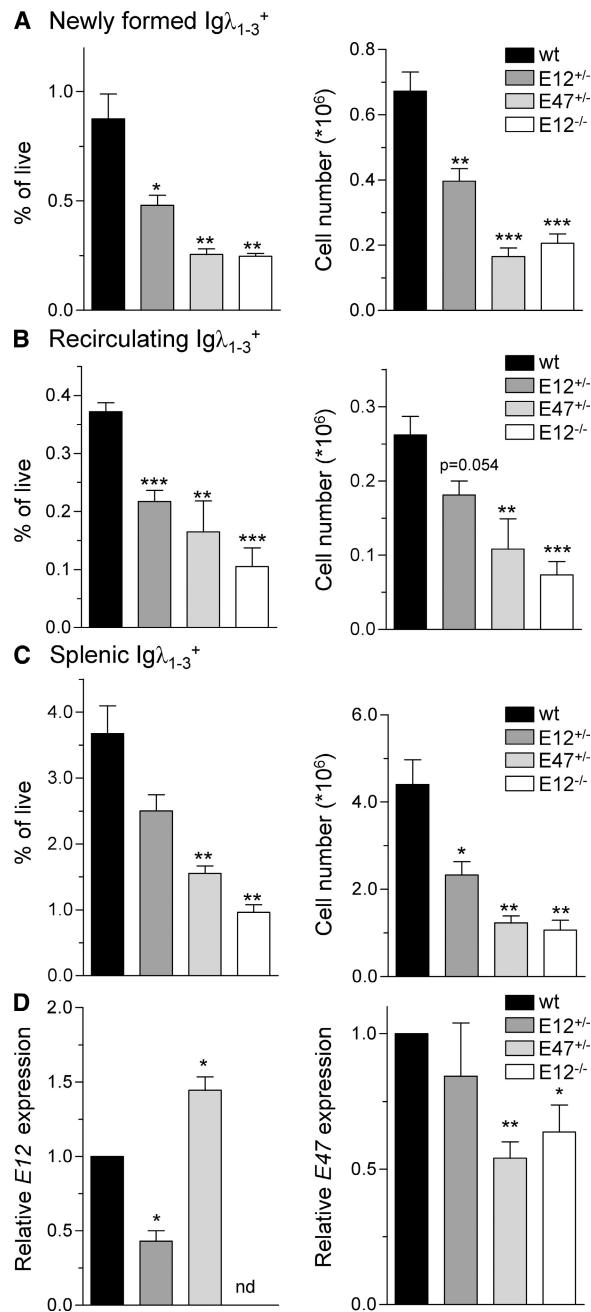 A Newly formed Igλ1-3+
% of live
1.0
0.5
0.0
*
**
**
Cell number (*10⁶)
0.8
0.6
0.4
0.2
0.0
**
***
***
wt
E12+/-
E47+/-
E12-/-
B Recirculating Igλ1-3+
% of live
0.4
0.3
0.2
0.1
0.0
***
**
***
Cell number (*10⁶)
0.3
0.2
0.1
0.0
p=0.054
**
***
wt
E12+/-
E47+/-
E12-/-
C Splenic Igλ1-3+
% of live
4.0
3.0
2.0
1.0
0.0
**
**
Cell number (*10⁶)
6.0
4.0
2.0
0.0
*
**
**
wt
E12+/-
E47+/-
E12-/-
D
Relative E12 expression
2.0
1.5
1.0
0.5
0.0
*
*
nd
Relative E47 expression
1.0
0.5
0.0
**
*
wt
E12+/-
E47+/-
E12-/-